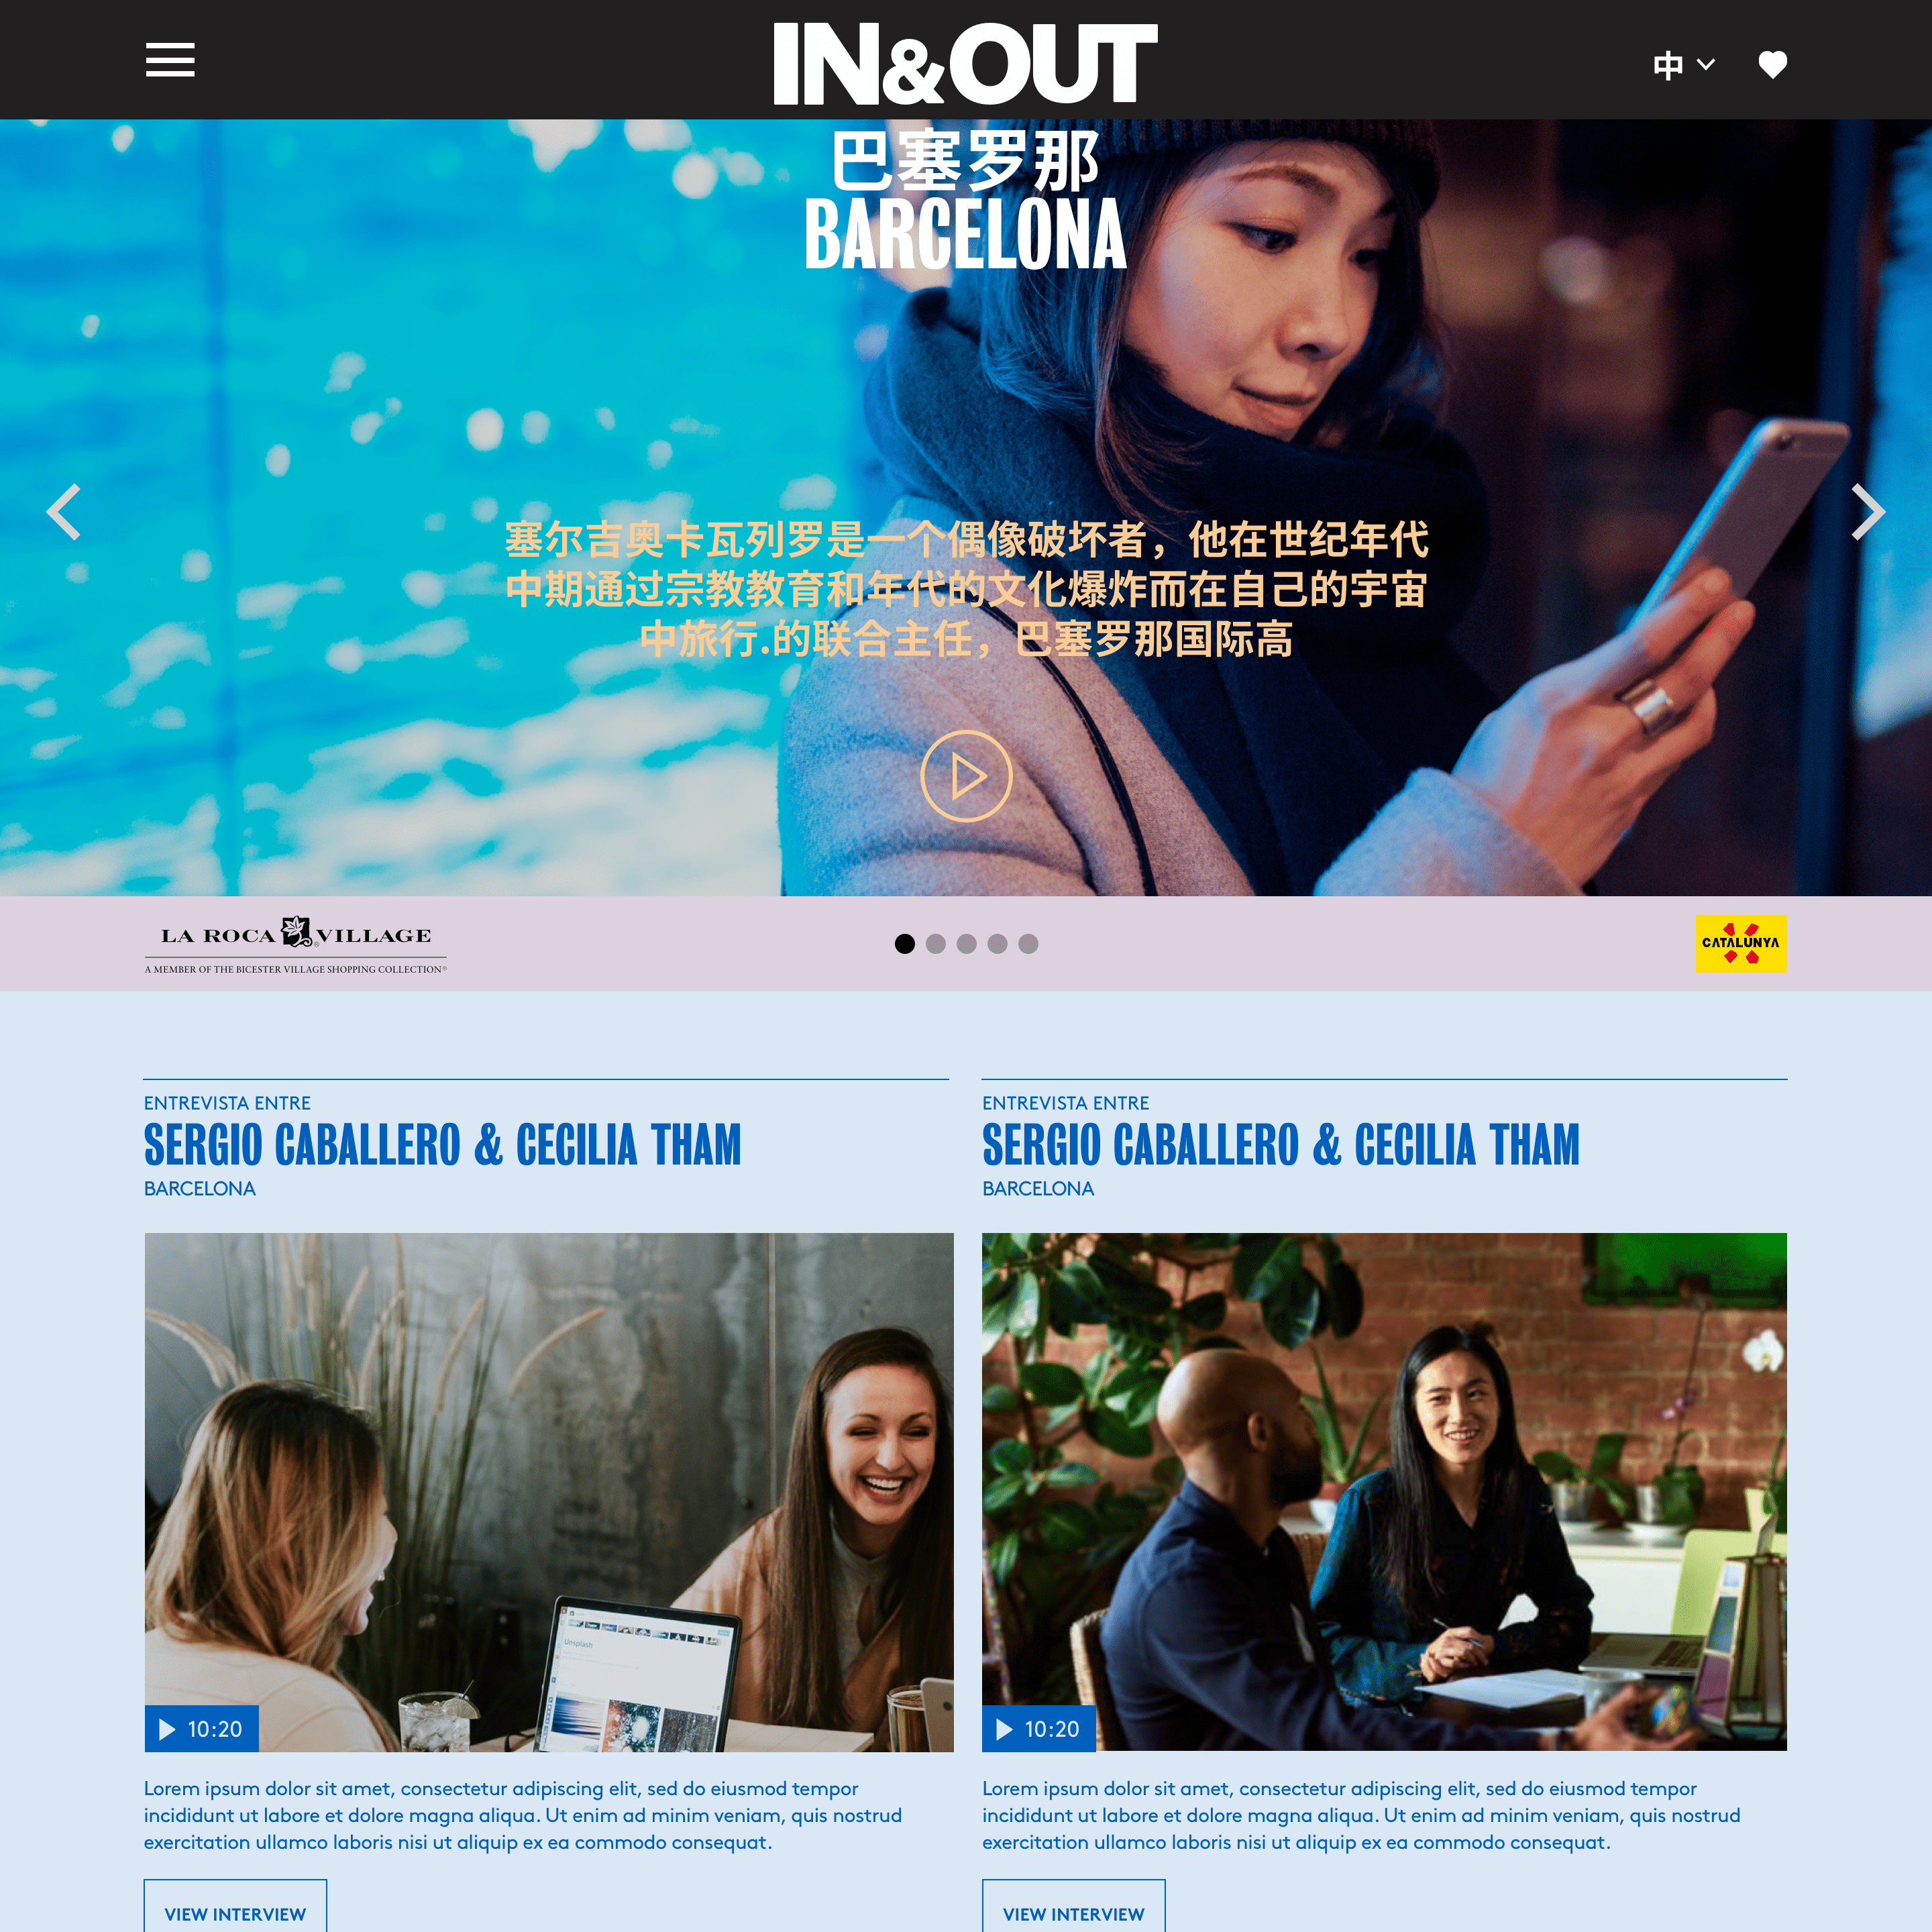 IN&OUT
中
巴塞罗那
BARCELONA
塞尔吉奥卡瓦列罗是一个偶像破坏者，他在世纪年代
中期通过宗教教育和年代的文化爆炸而在自己的宇宙
中旅行.的联合主任，巴塞罗那国际高
LA ROCA VILLAGE
A MEMBER OF THE BICESTER VILLAGE SHOPPING COLLECTION®
CATALUNYA
ENTREVISTA ENTRE
SERGIO CABALLERO & CECILIA THAM
BARCELONA
Unsplash
10:20
Lorem ipsum dolor sit amet, consectetur adipiscing elit, sed do eiusmod tempor
incididunt ut labore et dolore magna aliqua. Ut enim ad minim veniam, quis nostrud
exercitation ullamco laboris nisi ut aliquip ex ea commodo consequat.
VIEW INTERVIEW
ENTREVISTA ENTRE
SERGIO CABALLERO & CECILIA THAM
BARCELONA
10:20
Lorem ipsum dolor sit amet, consectetur adipiscing elit, sed do eiusmod tempor
incididunt ut labore et dolore magna aliqua. Ut enim ad minim veniam, quis nostrud
exercitation ullamco laboris nisi ut aliquip ex ea commodo consequat.
VIEW INTERVIEW